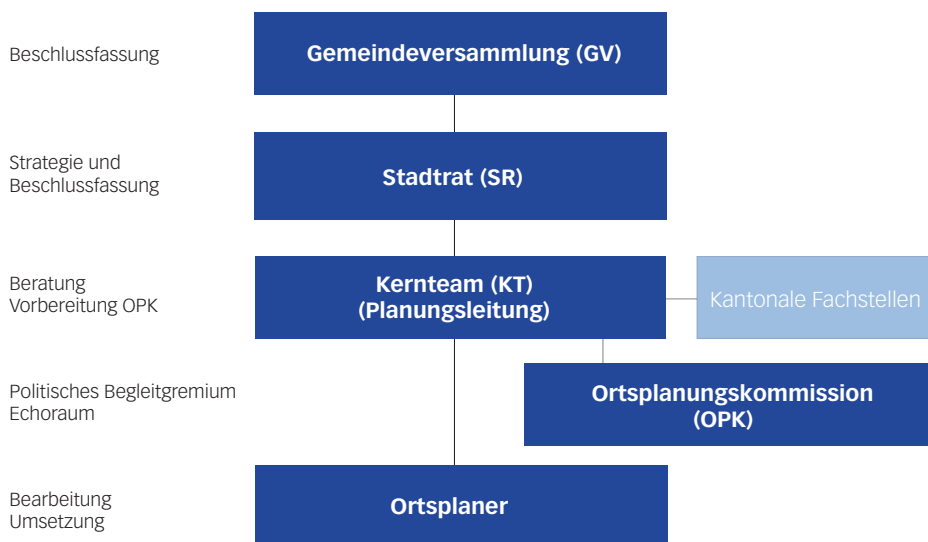 Beschlussfassung
Gemeindeversammlung (GV)
Strategie und
Beschlussfassung
Stadtrat (SR)
Beratung
Vorbereitung OPK
Kernteam (KT)
(Planungsleitung)
Kantonale Fachstellen
Politisches Begleitgremium
Echoraum
Ortsplanungskommission
(OPK)
Bearbeitung
Umsetzung
Ortsplaner